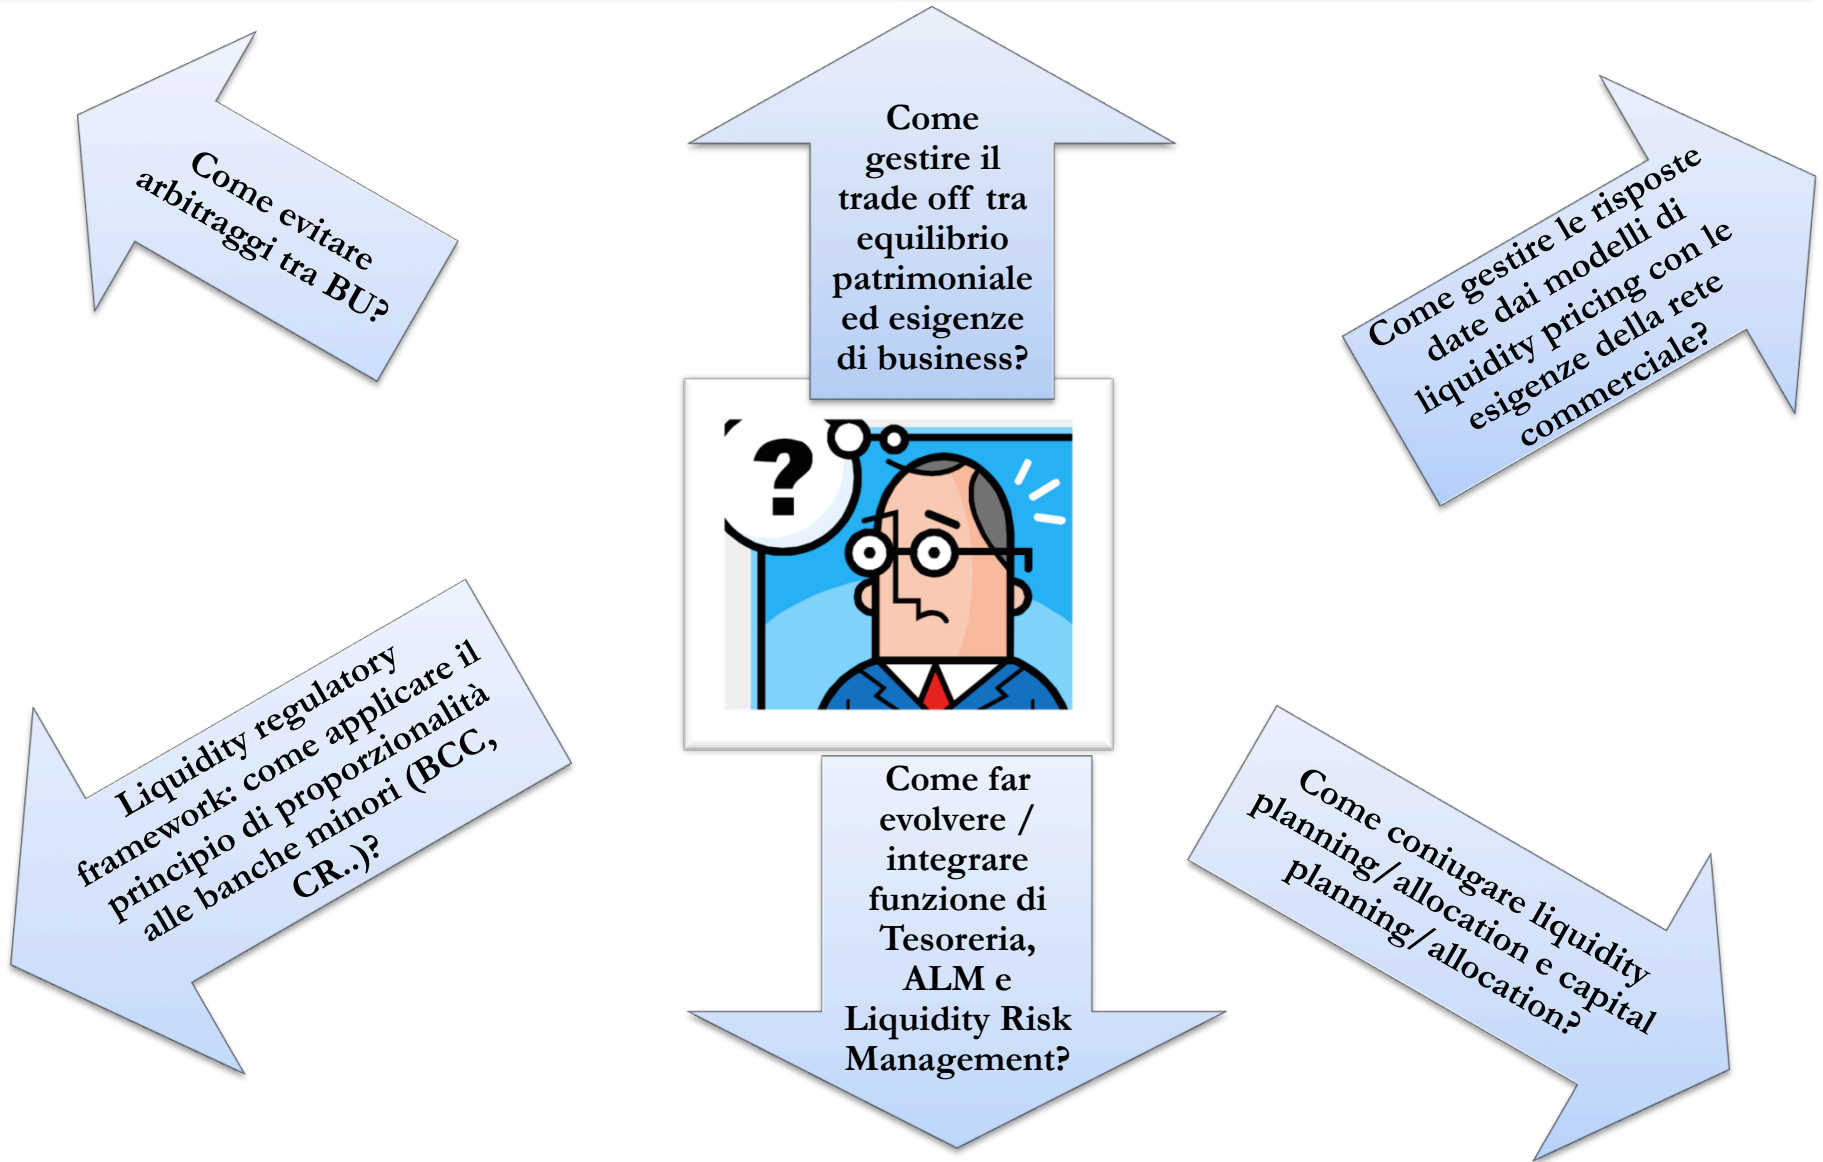 Come evitare
arbitraggi tra BU?
Come
gestire il
trade off tra
equilibrio
patrimoniale
ed esigenze
di business?
Come gestire le risposte
date dai modelli di
liquidity pricing con le
esigenze della rete
commerciale?
?
Liquidity regulatory
framework: come applicare il
principio di proporzionalità
alle banche minori (BCC,
CR..)?
Come far
evolvere /
integrare
funzione di
Tesoreria,
ALM e
Liquidity Risk
Management?
Come coniugare liquidity
planning/allocation e capital
planning/allocation?